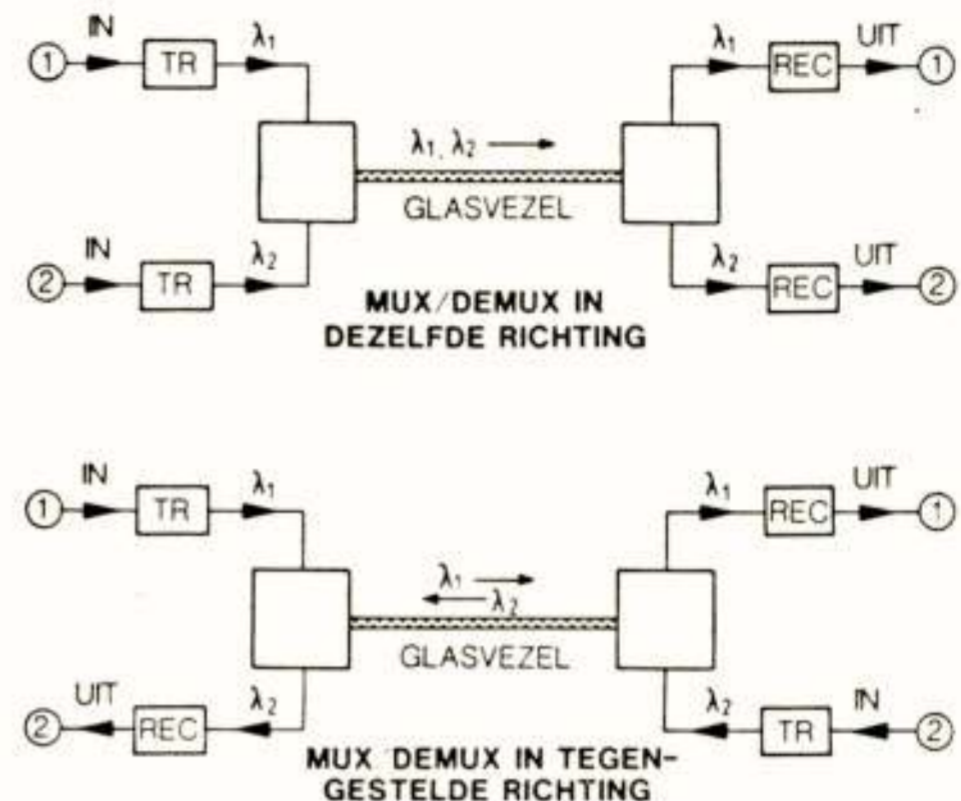 IN λ₁ λ₁ UIT
① TR REC ①
λ₁, λ₂
GLASVEZEL
IN λ₂ λ₂ UIT
② TR REC ②
MUX/DEMUX IN
DEZELFDE RICHTING
IN λ₁ λ₁ UIT
① TR REC ①
λ₁
λ₂
GLASVEZEL
UIT λ₂ λ₂ IN
② REC TR ②
MUX DEMUX IN TEGEN-
GESTELDE RICHTING